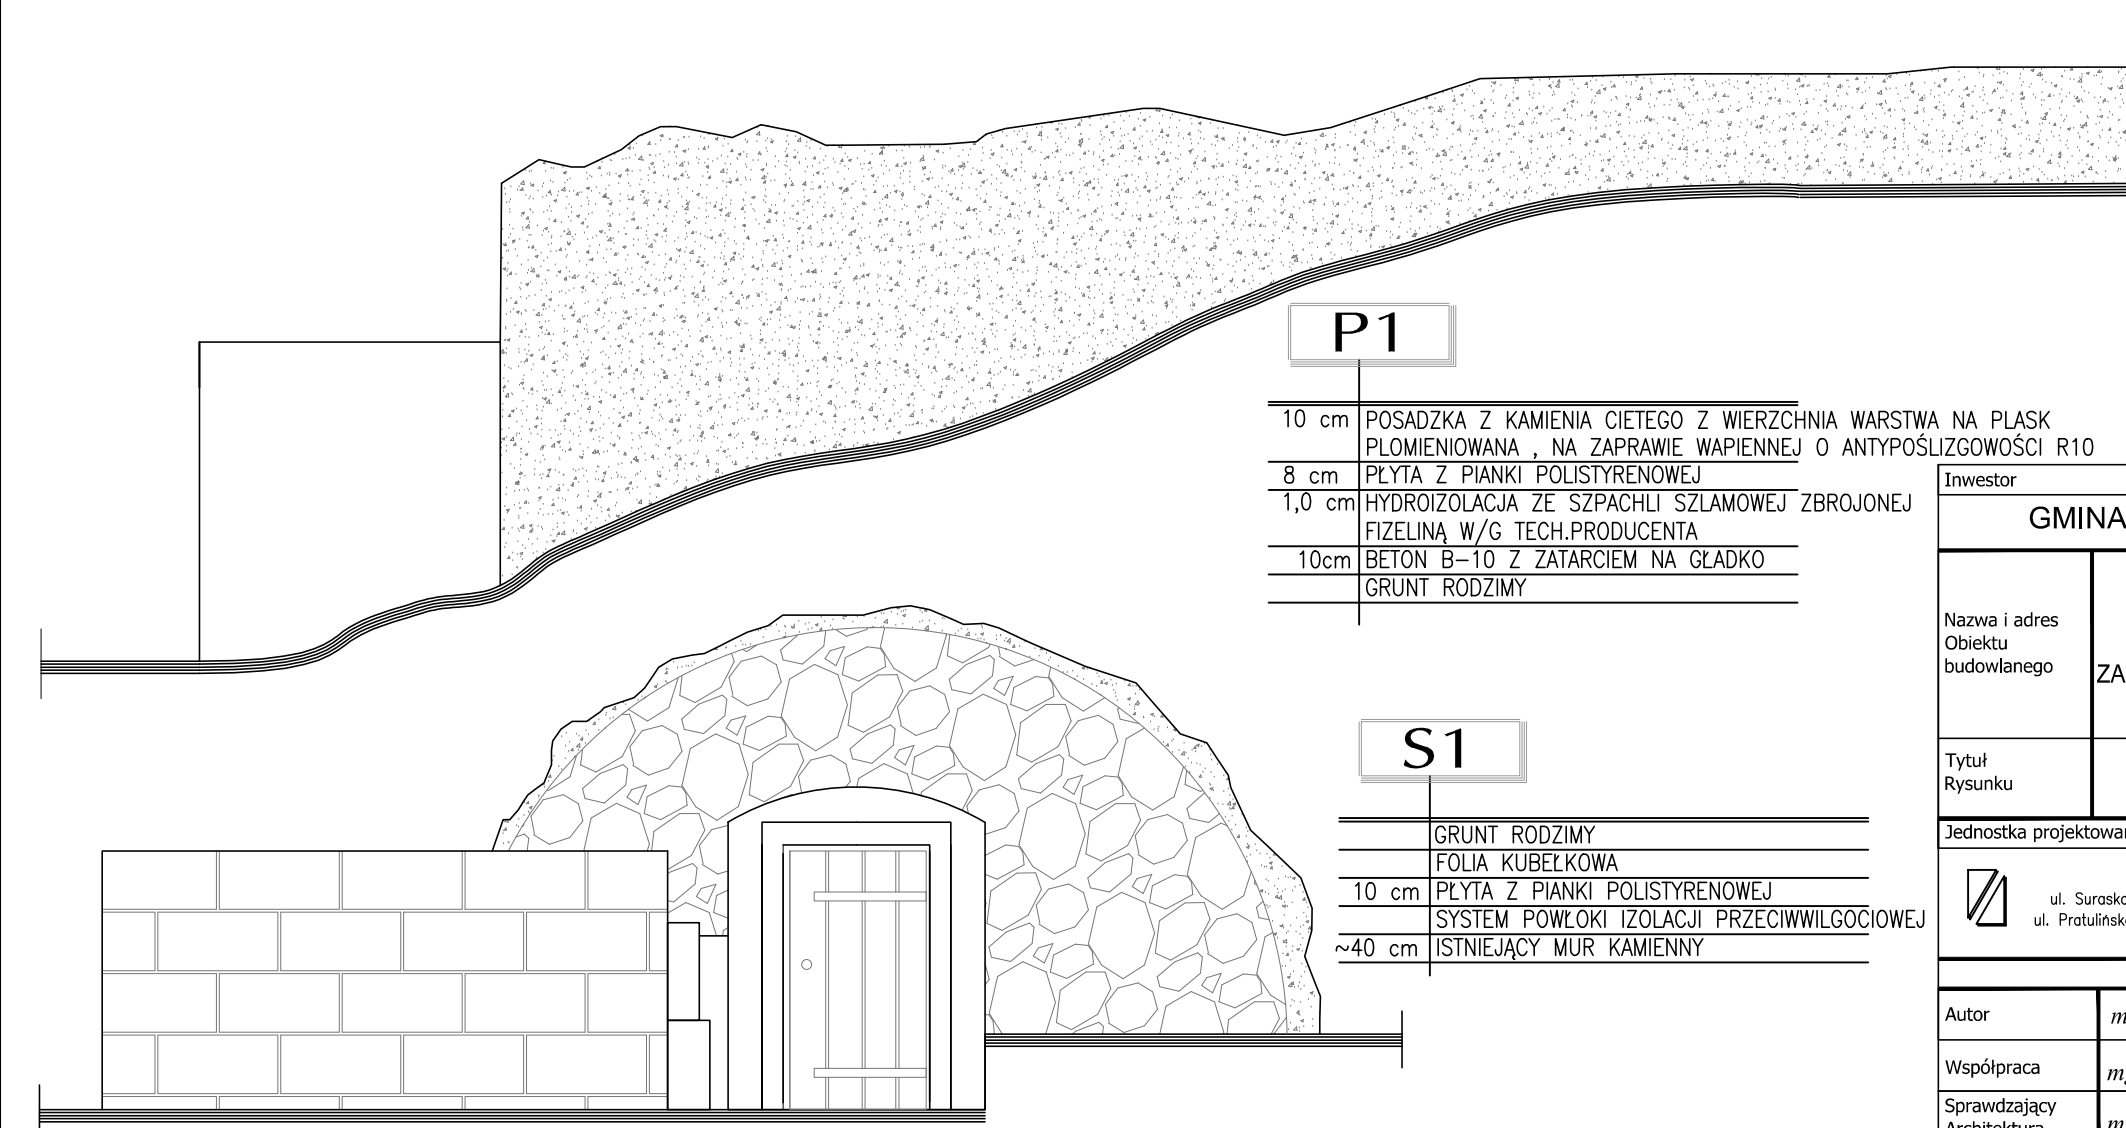 P1
10 cm POSADZKA Z KAMIENIA CIETEGO Z WIERZCHNIA WARSTWA NA PLASK
PLOMIENIOWANA , NA ZAPRAWIE WAPIENNEJ O ANTYPOŚLIZGOWOŚCI R10
8 cm PŁYTA Z PIANKI POLISTYRENOWEJ
1,0 cm HYDROIZOLACJA ZE SZPACHLI SZLAMOWEJ ZBROJONEJ
FIZELINĄ W/G TECH.PRODUCENTA
10cm BETON B-10 Z ZATARCIEM NA GŁADKO
GRUNT RODZIMY
S1
GRUNT RODZIMY
FOLIA KUBEŁKOWA
10 cm PŁYTA Z PIANKI POLISTYRENOWEJ
SYSTEM POWŁOKI IZOLACJI PRZECIWWILGOCIOWEJ
~40 cm ISTNIEJĄCY MUR KAMIENNY
Inwestor
GMINA
Nazwa i adres
Obiektu
budowlanego
ZA
Tytuł
Rysunku
Jednostka projektowa
ul. Surasko
ul. Pratulińsk
Autor
m
Współpraca
m
Sprawdzający
m
Architektura